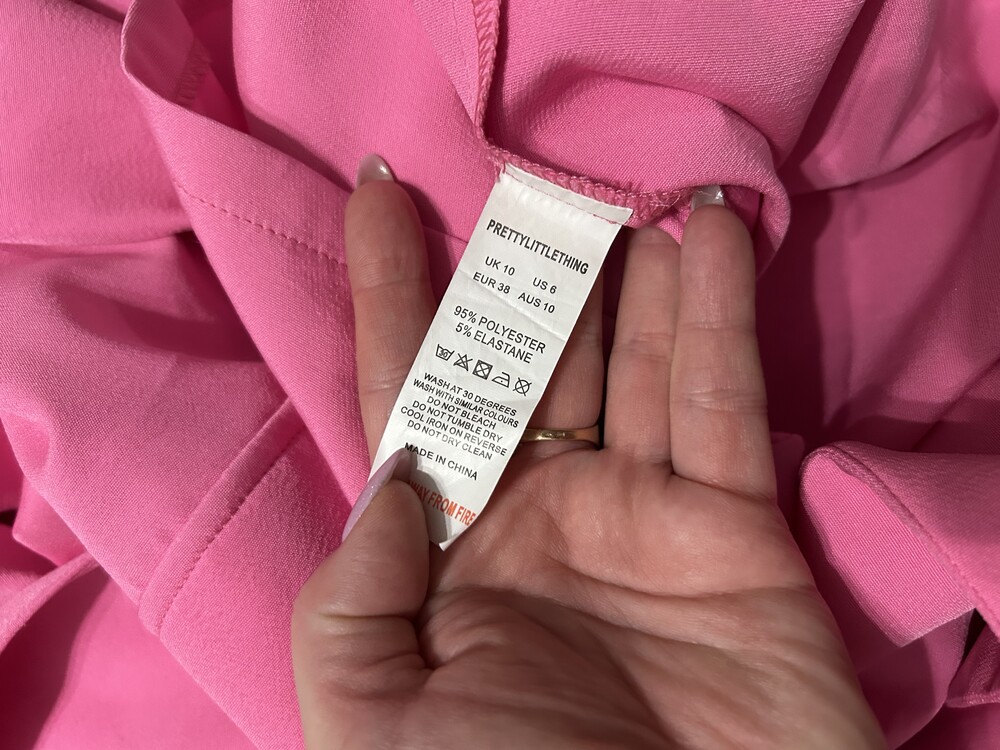 PRETTYLITTLETHING
UK 10 US 6
EUR 38 AUS 10
95% POLYESTER
5% ELASTANE
30
WASH AT 30 DEGREES
WASH WITH SIMILAR COLOURS
DO NOT BLEACH
DO NOT TUMBLE DRY
COOL IRON ON REVERSE
DO NOT DRY CLEAN
MADE IN CHINA
AWAY FROM FIRE